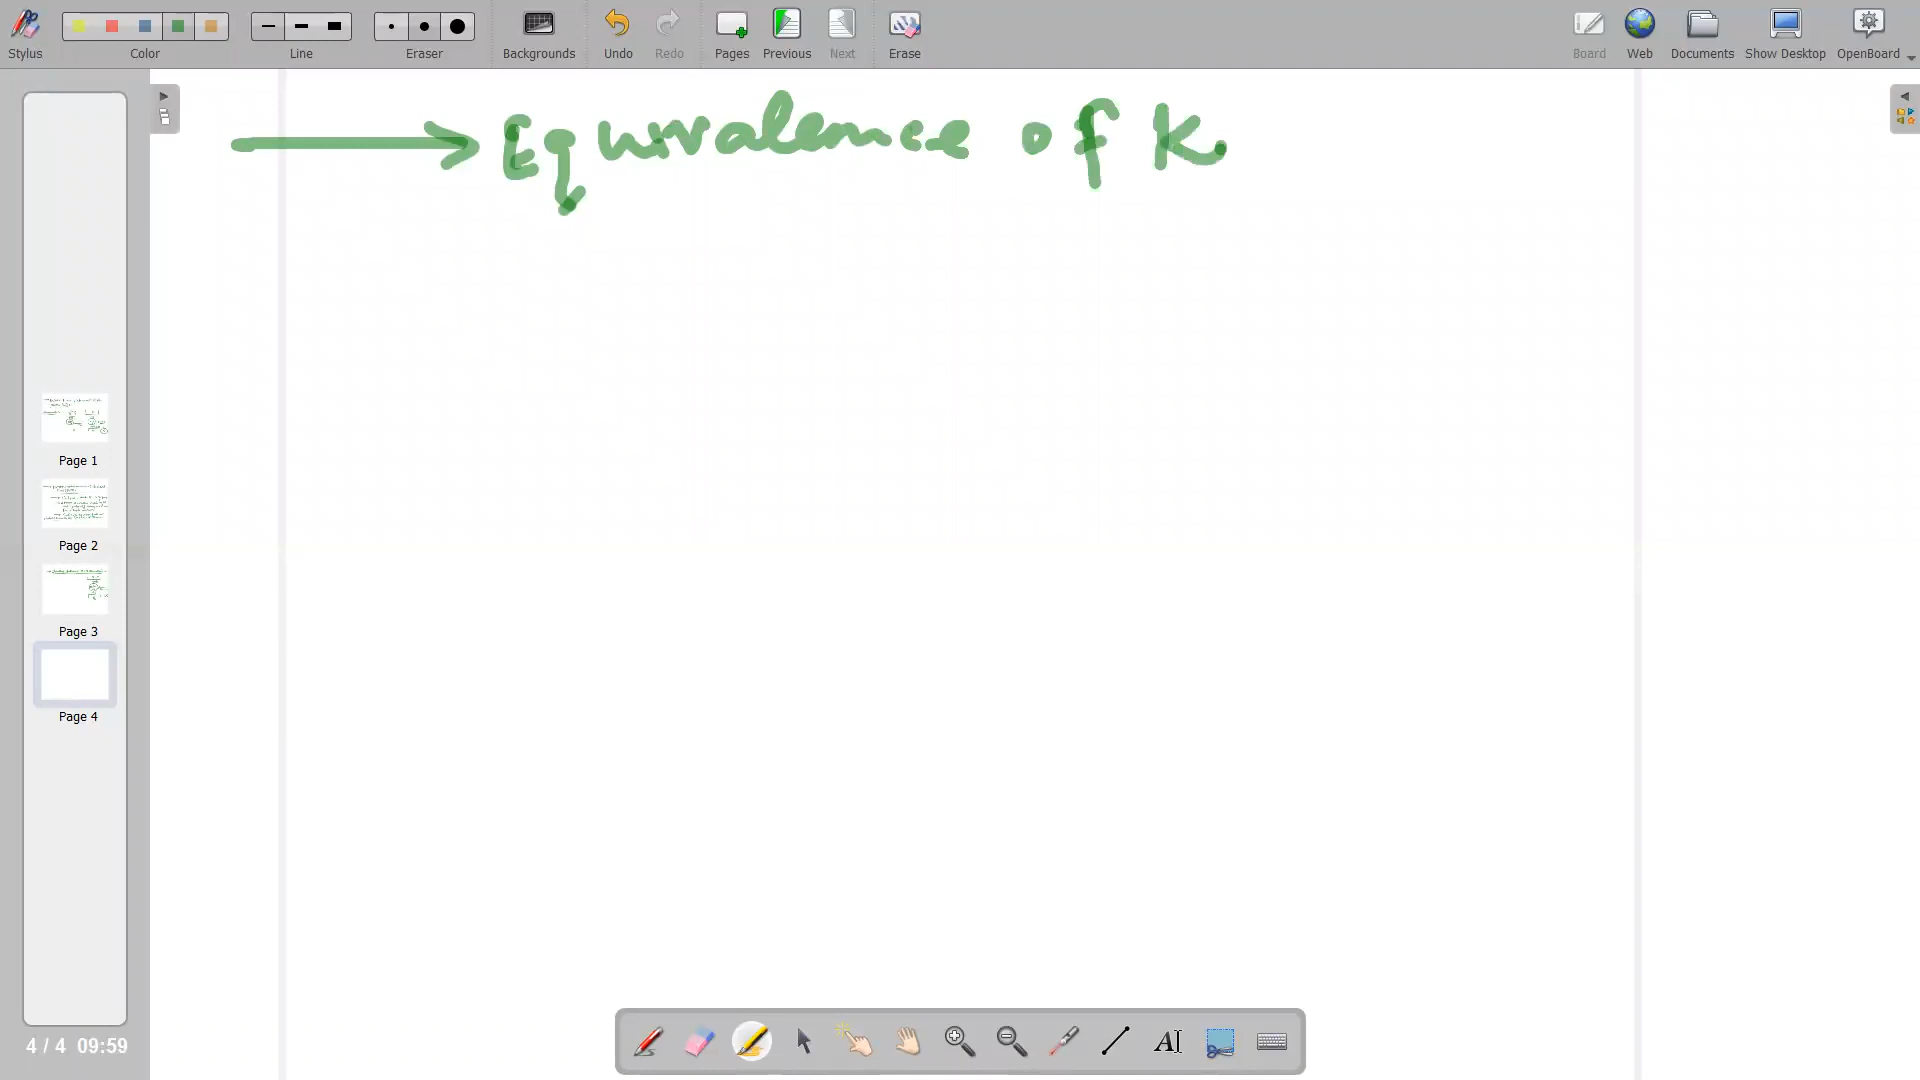 Stylus
Color
Line
Eraser
Backgrounds
Undo
Redo
Pages
Previous
Next
Erase
Board
Web
Documents
Show Desktop
OpenBoard
Equivalence of K.
Page 1
Page 2
Page 3
Page 4
4 / 4 09:59